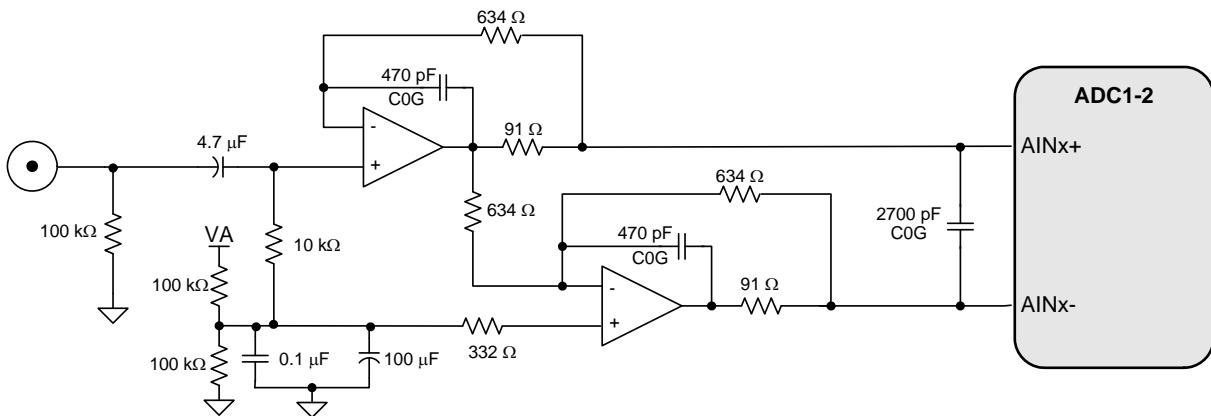 634 Ω
470 pF
C0G
ADC1-2
-
+
91 Ω
AINx+
4.7 µF
634 Ω
634 Ω
100 kΩ
VA
10 kΩ
470 pF
C0G
2700 pF
C0G
100 kΩ
-
+
91 Ω
AINx-
332 Ω
100 kΩ
0.1 µF
100 µF